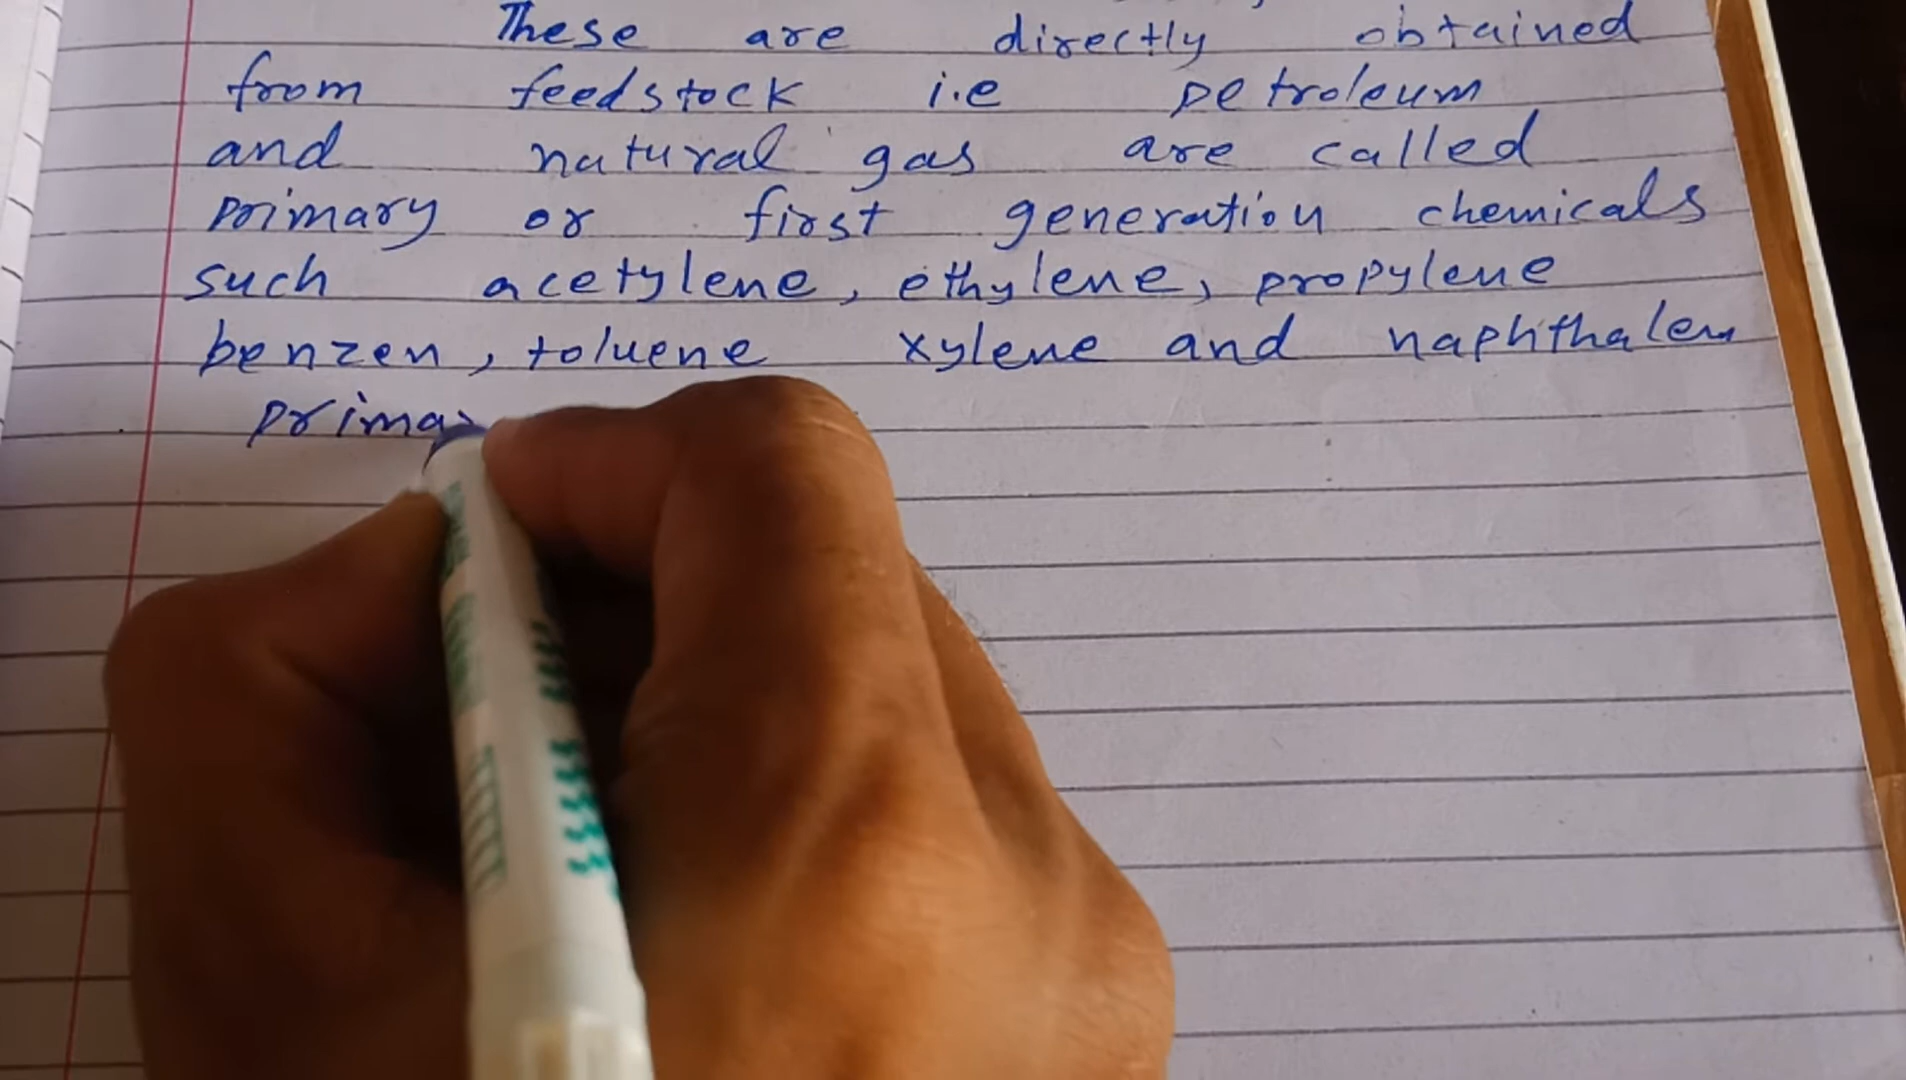 These are directly obtained
from feedstock i.e petroleum
and natural gas are called
primary or first generation chemicals
such acetylene, ethylene, propylene
benzen, toluene xylene and naphthalen
prima